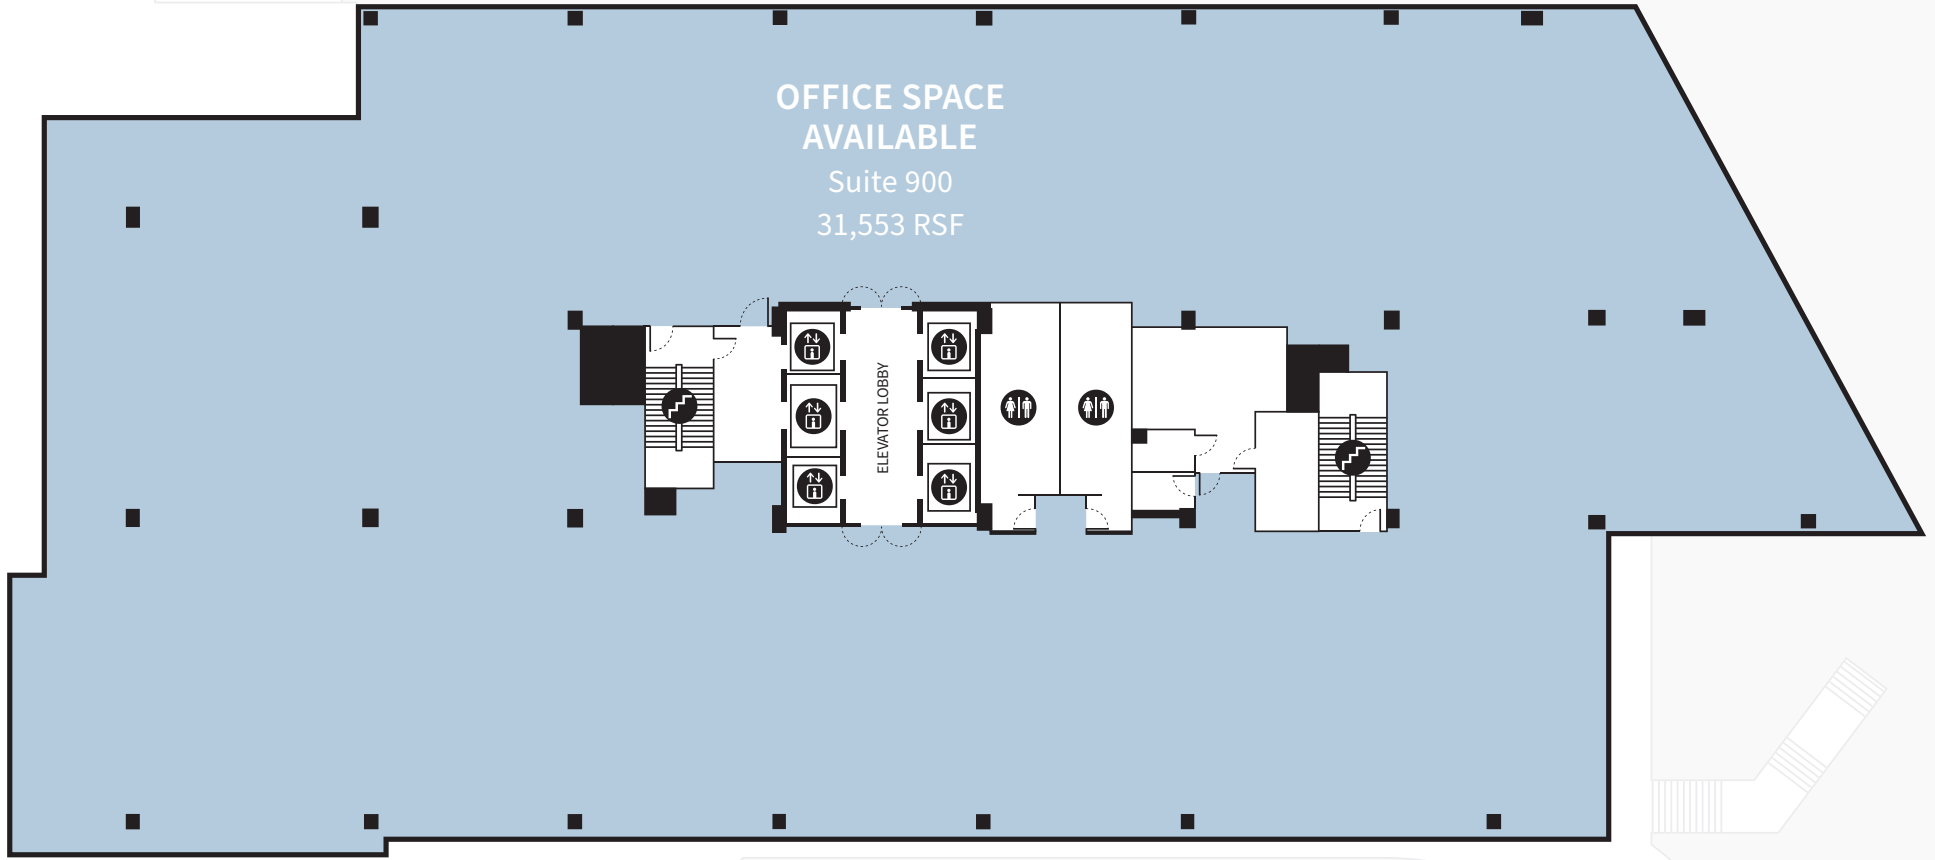 OFFICE SPACE
AVAILABLE
Suite 900
31,553 RSF
ELEVATOR LOBBY